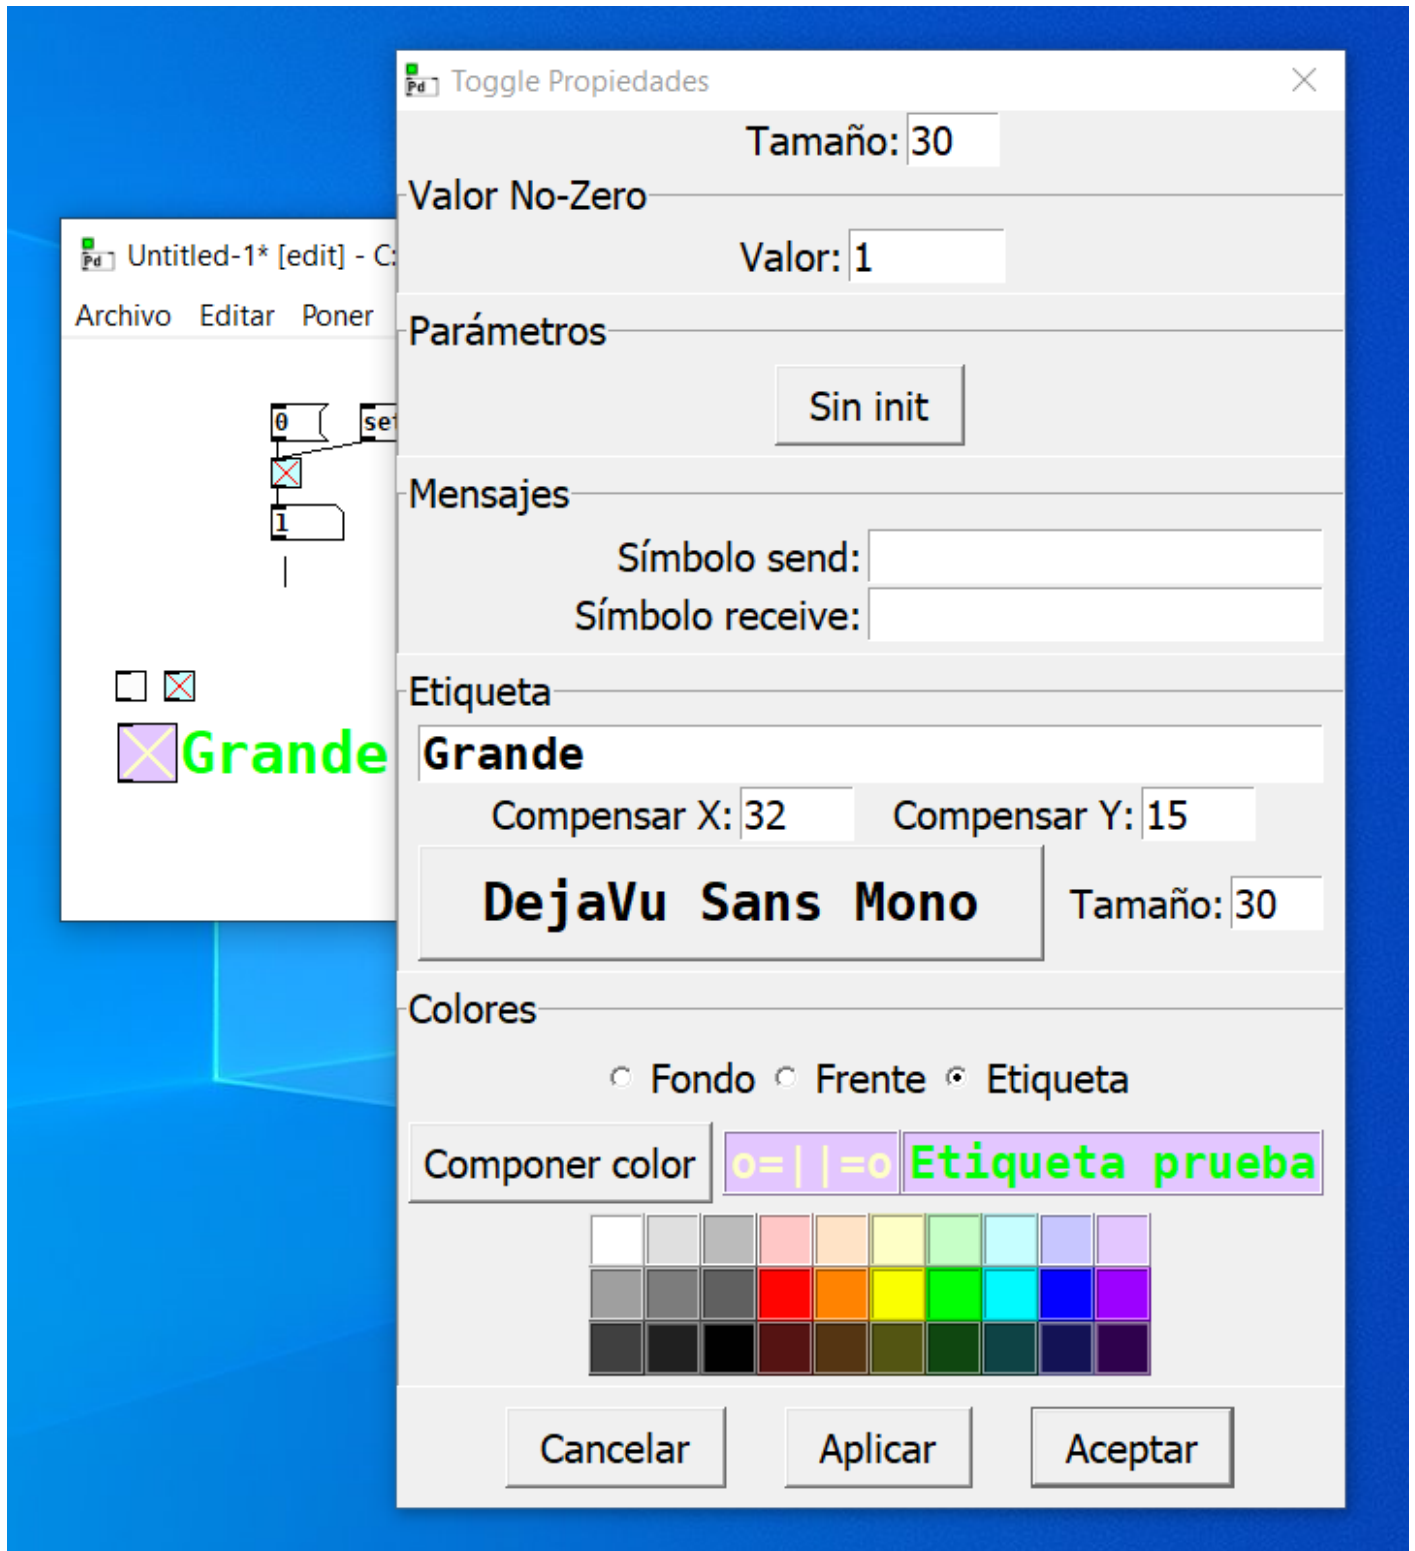 Toggle Propiedades
Tamaño: 30
Valor No-Zero
Valor: 1
Parámetros
Sin init
Mensajes
Símbolo send:
Símbolo receive:
Etiqueta
Grande
Compensar X: 32 Compensar Y: 15
DejaVu Sans Mono Tamaño: 30
Colores
Fondo Frente Etiqueta
Componer color o=||=o Etiqueta prueba
Cancelar Aplicar Aceptar
Untitled-1* [edit] - C:
Archivo Editar Poner
0 set
1
Grande
Pd
Pd